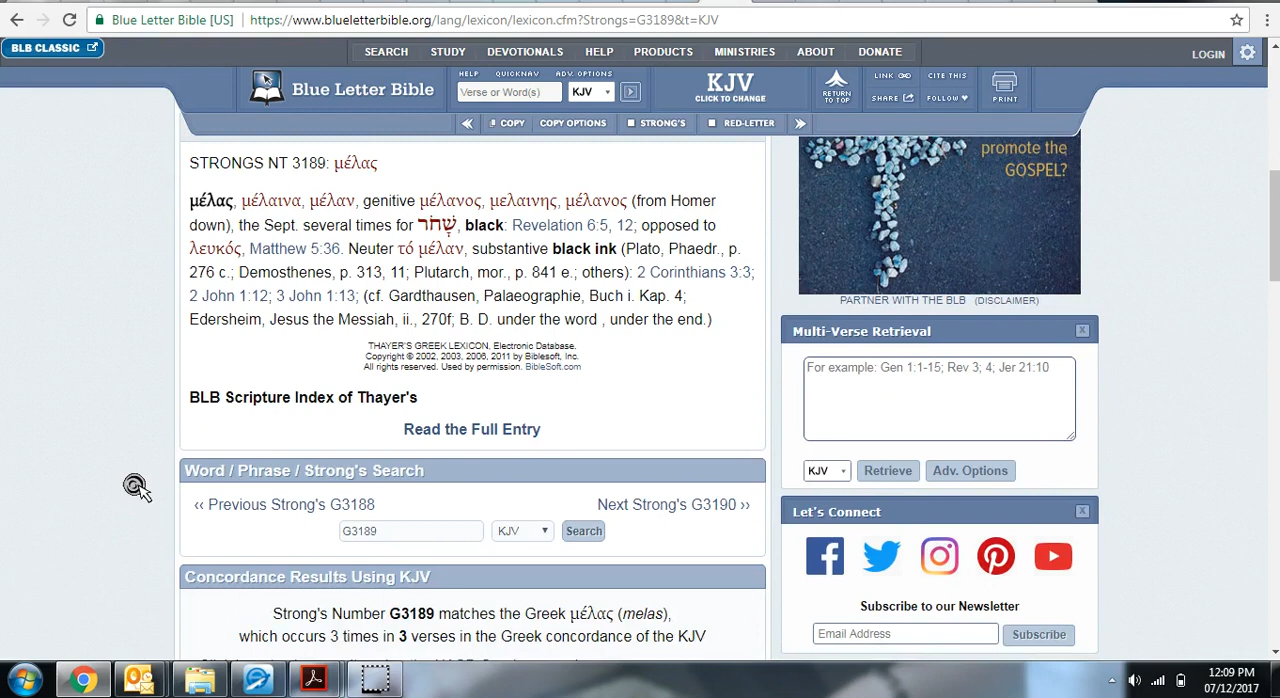 Blue Letter Bible [US] | https://www.blueletterbible.org/lang/lexicon/lexicon.cfm?Strongs=G3189&t=KJV
BLB CLASSIC
SEARCH STUDY DEVOTIONALS HELP PRODUCTS MINISTRIES ABOUT DONATE
LOGIN
Blue Letter Bible
HELP QUICKNAV ADV. OPTIONS
Verse or Word(s) KJV
KJV
CLICK TO CHANGE
RETURN
TO TOP
LINK CITE THIS
SHARE FOLLOW
PRINT
COPY COPY OPTIONS STRONG'S RED-LETTER
STRONGS NT 3189: μέλας
μέλας, μέλαινα, μέλαν, genitive μέλανος, μελαινης, μέλανος (from Homer
down), the Sept. several times for שָׁחֹר, black: Revelation 6:5, 12; opposed to
λευκός, Matthew 5:36. Neuter τό μέλαν, substantive black ink (Plato, Phaedr., p.
276 c.; Demosthenes, p. 313, 11; Plutarch, mor., p. 841 e.; others): 2 Corinthians 3:3;
2 John 1:12; 3 John 1:13; (cf. Gardthausen, Palaeographie, Buch i. Kap. 4;
Edersheim, Jesus the Messiah, ii., 270f; B. D. under the word , under the end.)
THAYER'S GREEK LEXICON, Electronic Database.
Copyright © 2002, 2003, 2006, 2011 by Biblesoft, Inc.
All rights reserved. Used by permission. BibleSoft.com
BLB Scripture Index of Thayer's
Read the Full Entry
Word / Phrase / Strong's Search
‹‹ Previous Strong's G3188 Next Strong's G3190 ››
G3189 KJV Search
Concordance Results Using KJV
Strong's Number G3189 matches the Greek μέλας (melas),
which occurs 3 times in 3 verses in the Greek concordance of the KJV
promote the
GOSPEL?
PARTNER WITH THE BLB (DISCLAIMER)
Multi-Verse Retrieval
For example: Gen 1:1-15; Rev 3; 4; Jer 21:10
KJV Retrieve Adv. Options
Let's Connect
Subscribe to our Newsletter
Email Address Subscribe
12:09 PM
07/12/2017